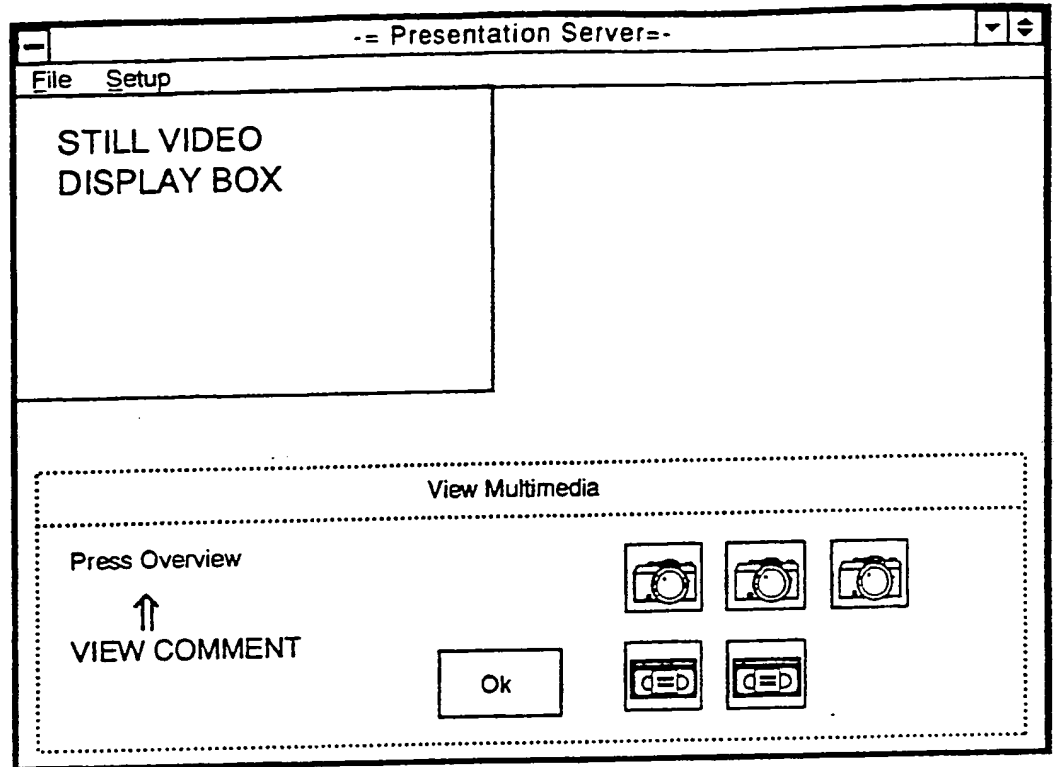 -= Presentation Server=-
File Setup
STILL VIDEO
DISPLAY BOX
View Multimedia
Press Overview
⇑
VIEW COMMENT
Ok